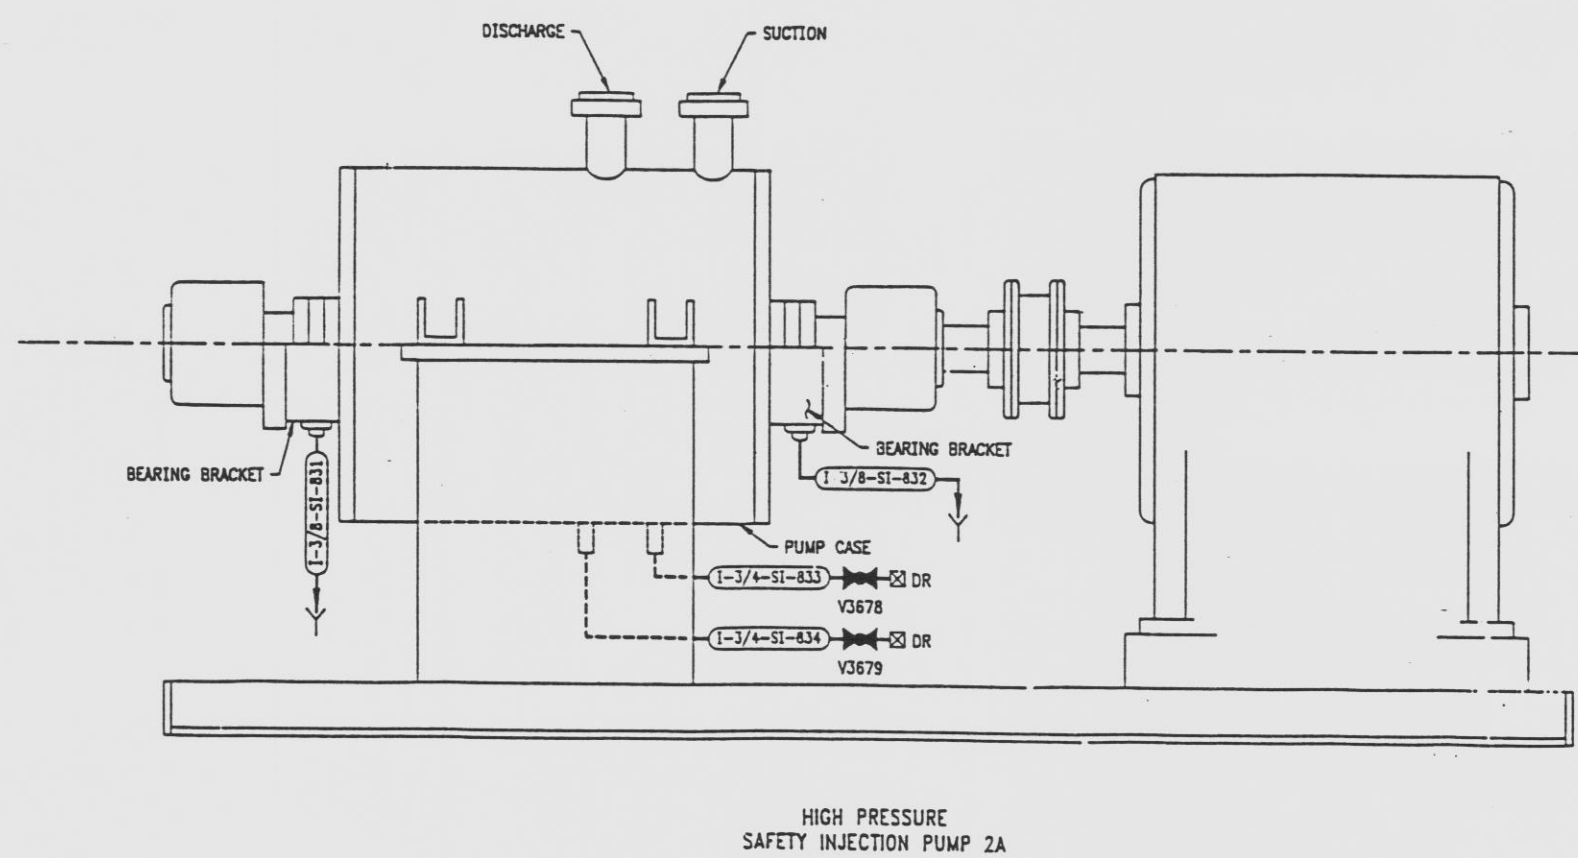 DISCHARGE
SUCTION
BEARING BRACKET
I-3/8-SI-831
BEARING BRACKET
I 3/8-SI-832
PUMP CASE
I-3/4-SI-833
DR
V3678
I-3/4-SI-834
DR
V3679
HIGH PRESSURE
SAFETY INJECTION PUMP 2A